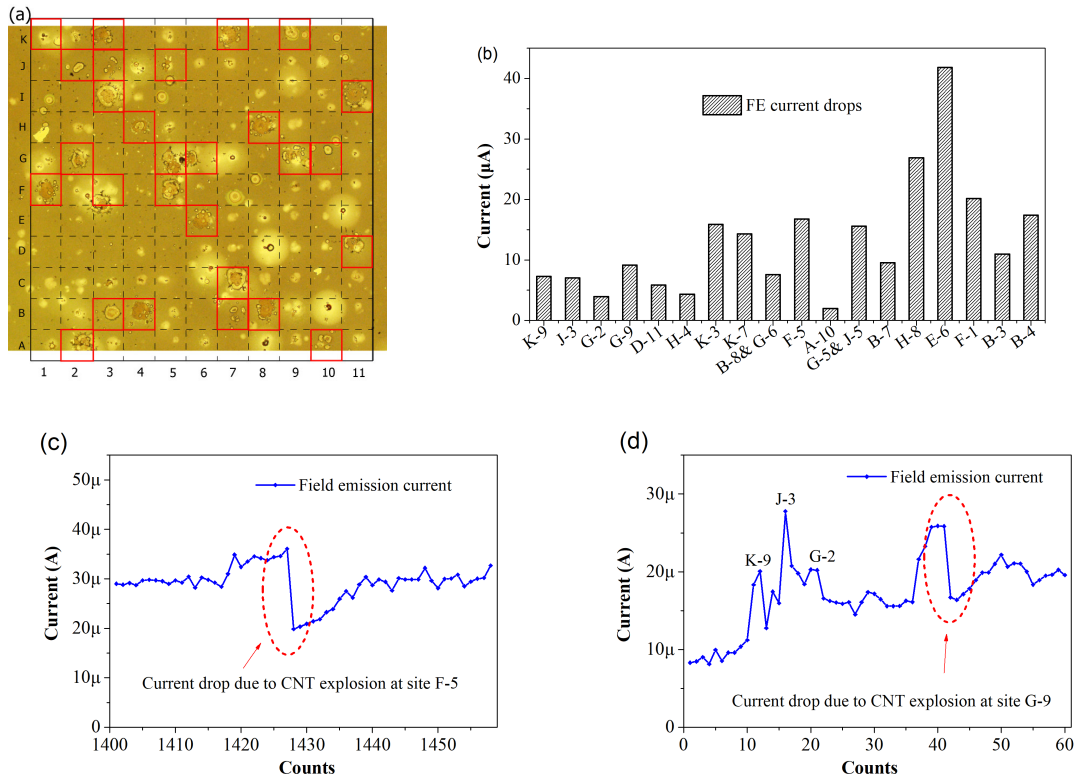 (a)
K
J
I
H
G
F
E
D
C
B
A
1 2 3 4 5 6 7 8 9 10 11
(b)
FE current drops
Current (μA)
40
30
20
10
0
K-9 J-3 G-2 G-9 D-11 H-4 K-3 K-7 B-8& G-6 F-5 A-10 G-5& J-5 B-7 H-8 E-6 F-1 B-3 B-4
(c)
Field emission current
Current (A)
50μ
40μ
30μ
20μ
10μ
0
Current drop due to CNT explosion at site F-5
1400 1410 1420 1430 1440 1450
Counts
(d)
Field emission current
Current (A)
30μ
20μ
10μ
0
J-3
K-9
G-2
Current drop due to CNT explosion at site G-9
0 10 20 30 40 50 60
Counts